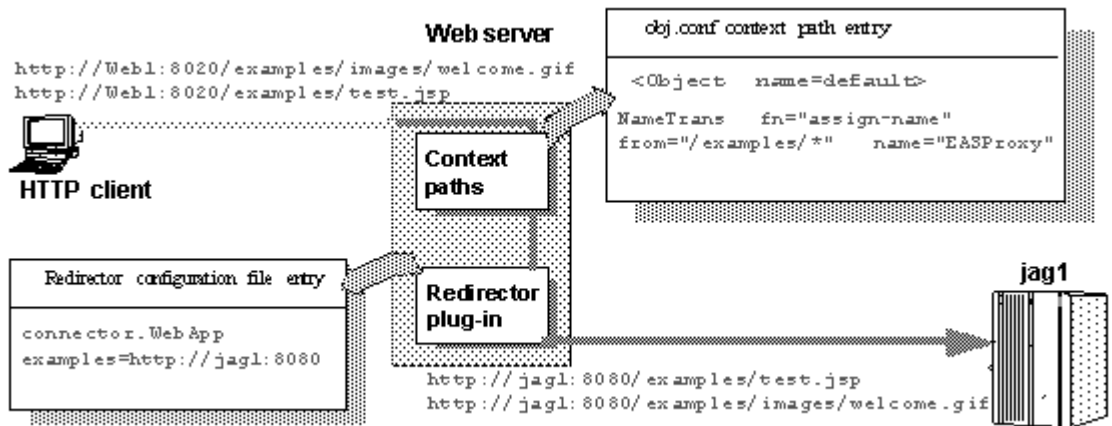 Web server
http://Web1:8020/examples/images/welcome.gif
http://Web1:8020/examples/test.jsp
HTTP client
Context
paths
obj.conf context path entry
<Object name=default>
NameTrans fn="assign-name"
from="/examples/*" name="EASProxy"
Redirector configuration file entry
connector.WebApp
examples=http://jag1:8080
Redirector
plug-in
jag1
http://jag1:8080/examples/test.jsp
http://jag1:8080/examples/images/welcome.gif